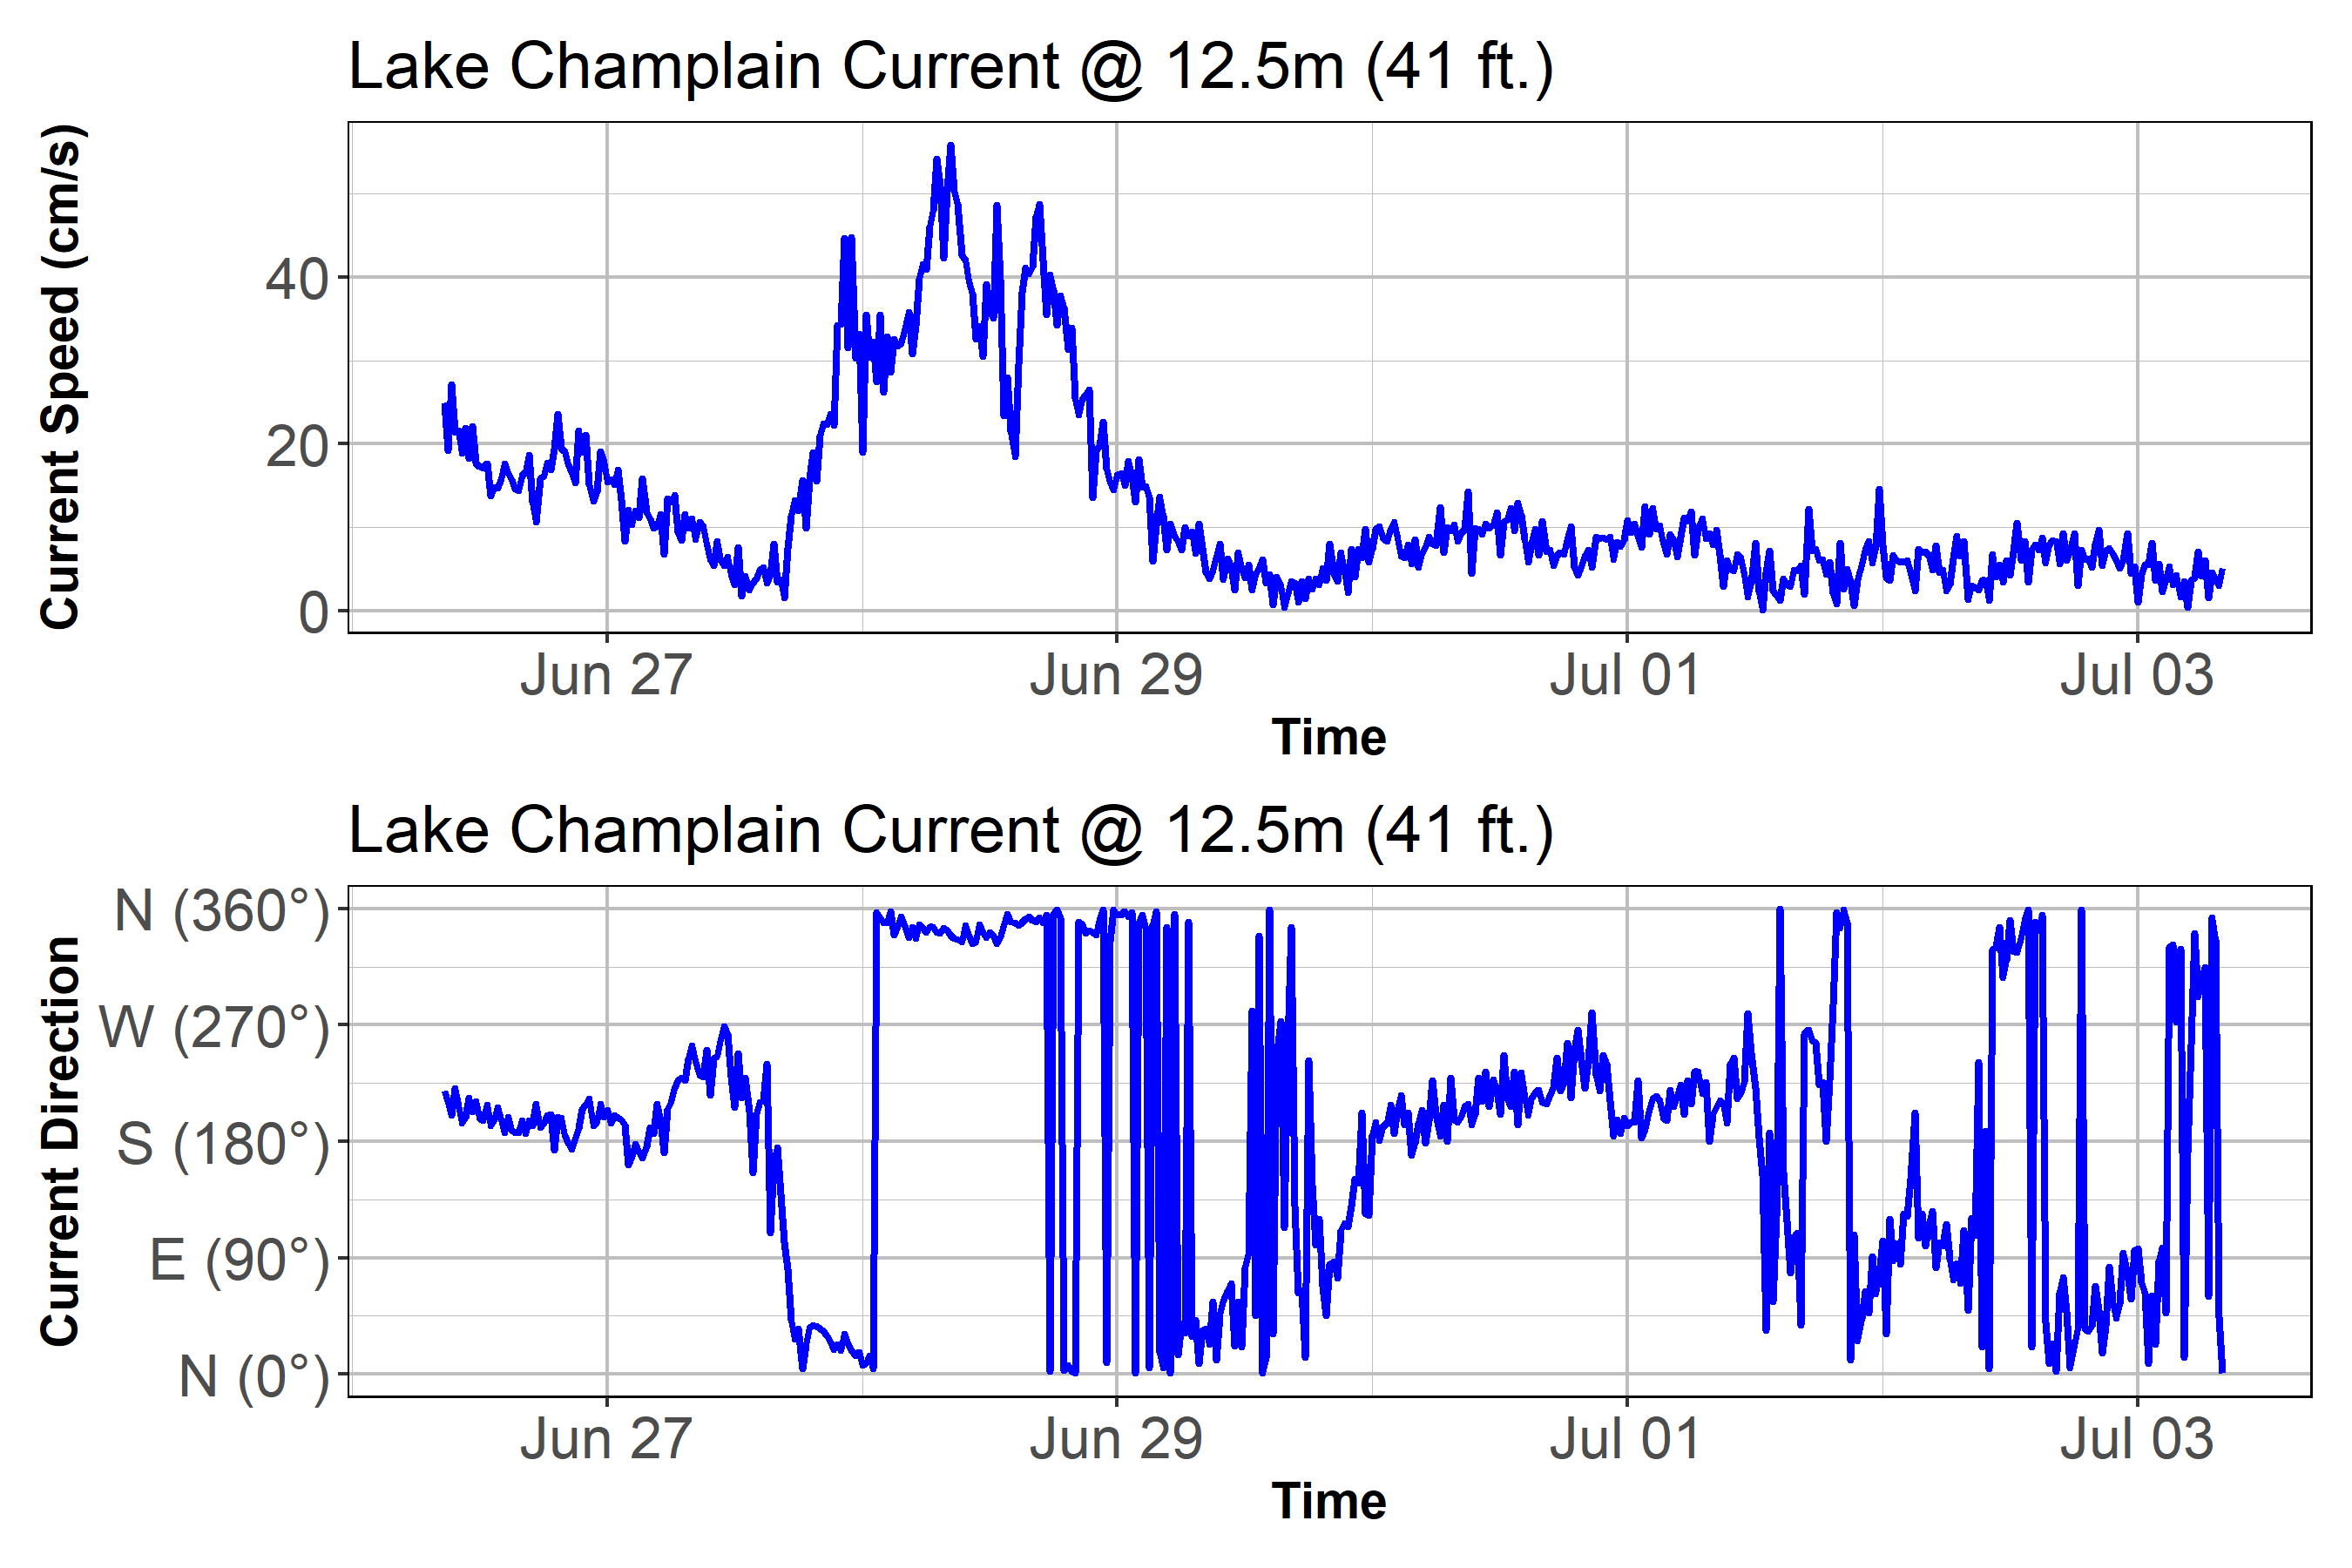 Lake Champlain Current @ 12.5m (41 ft.)
Current Speed (cm/s)
40
20
0
Jun 27
Jun 29
Jul 01
Jul 03
Time
Lake Champlain Current @ 12.5m (41 ft.)
Current Direction
N (360°)
W (270°)
S (180°)
E (90°)
N (0°)
Jun 27
Jun 29
Jul 01
Jul 03
Time